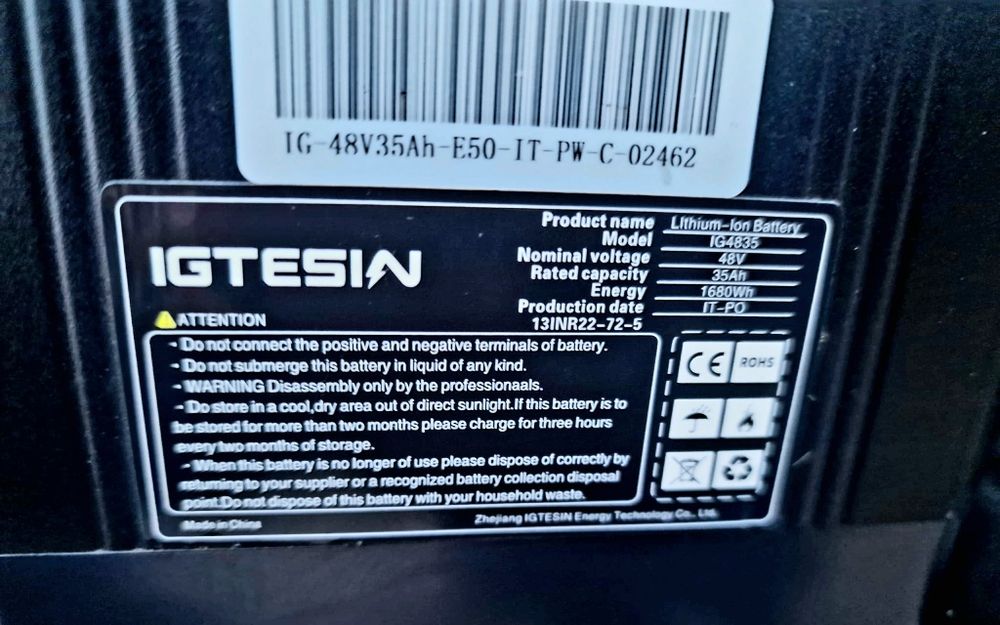 IG-48V35Ah-E50-IT-PW-C-02462
IGTESIN
Product name Lithium-Ion Battery
Model IG4835
Nominal voltage 48V
Rated capacity 35Ah
Energy 1680Wh
Production date IT-PO
13INR22-72-5
ATTENTION
- Do not connect the positive and negative terminals of battery.
- Do not submerge this battery in liquid of any kind.
- WARNING Disassembly only by the professionaals.
- Do store in a cool,dry area out of direct sunlight.If this battery is to
be stored for more than two months please charge for three hours
every two months of storage.
- When this battery is no longer of use please dispose of correctly by
returning to your supplier or a recognized battery collection disposal
point.Do not dispose of this battery with your household waste.
CE ROHS
Made in China
Zhejiang IGTESIN Energy Technology Co., Ltd.